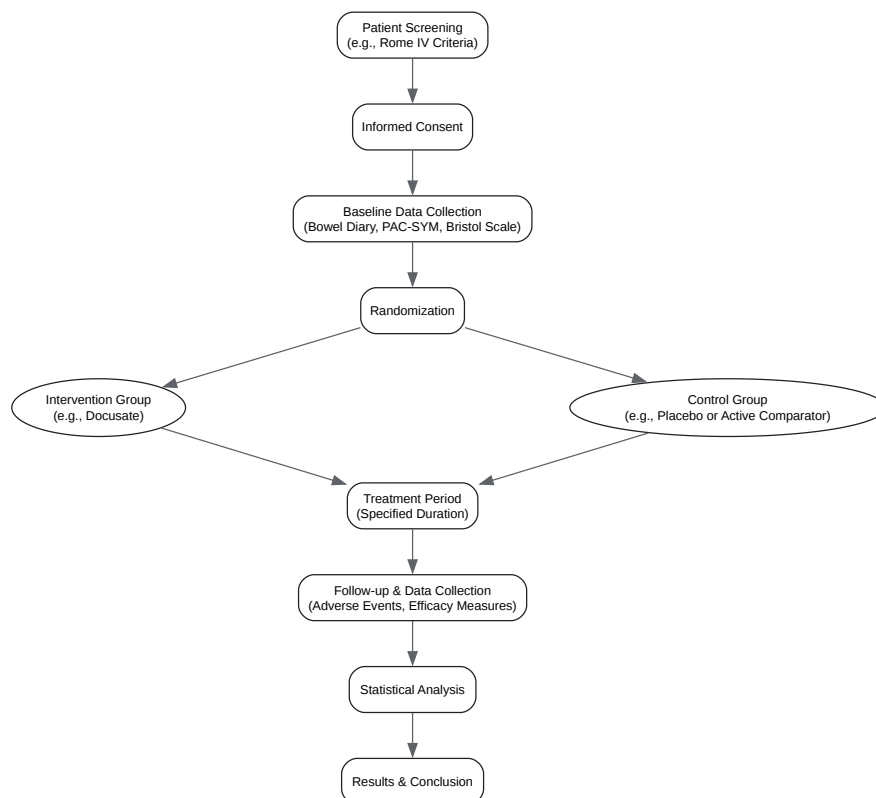 Patient Screening
(e.g., Rome IV Criteria)
Informed Consent
Baseline Data Collection
(Bowel Diary, PAC-SYM, Bristol Scale)
Randomization
Intervention Group
(e.g., Docusate)
Control Group
(e.g., Placebo or Active Comparator)
Treatment Period
(Specified Duration)
Follow-up & Data Collection
(Adverse Events, Efficacy Measures)
Statistical Analysis
Results & Conclusion